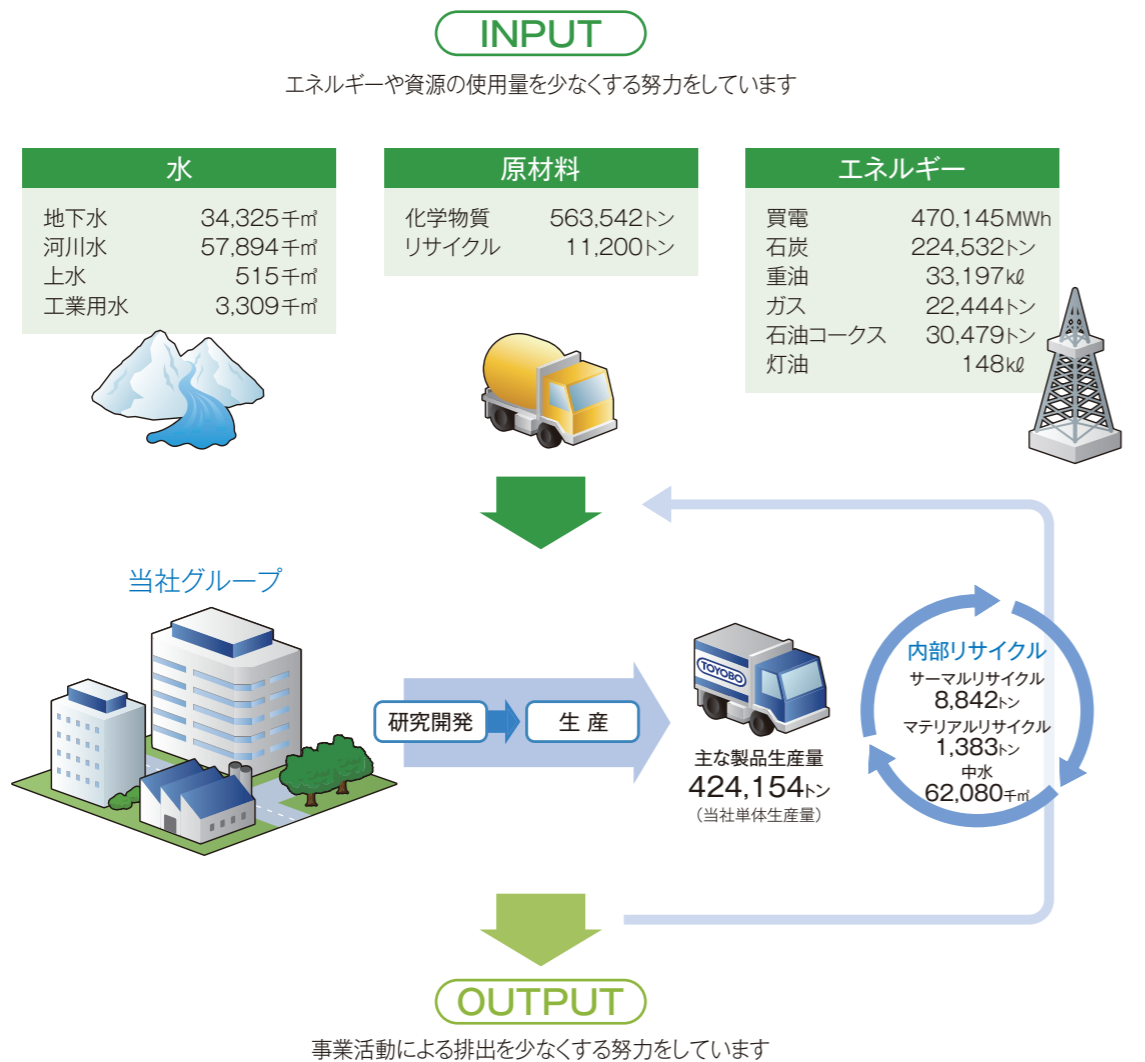 INPUT
エネルギーや資源の使用量を少なくする努力をしています
水
地下水 34,325千㎥
河川水 57,894千㎥
上水 515千㎥
工業用水 3,309千㎥
原材料
化学物質 563,542トン
リサイクル 11,200トン
エネルギー
買電 470,145MWh
石炭 224,532トン
重油 33,197kℓ
ガス 22,444トン
石油コークス 30,479トン
灯油 148kℓ
当社グループ
研究開発
生産
TOYOBO
主な製品生産量
424,154トン
（当社単体生産量）
内部リサイクル
サーマルリサイクル
8,842トン
マテリアルリサイクル
1,383トン
中水
62,080千㎥
OUTPUT
事業活動による排出を少なくする努力をしています